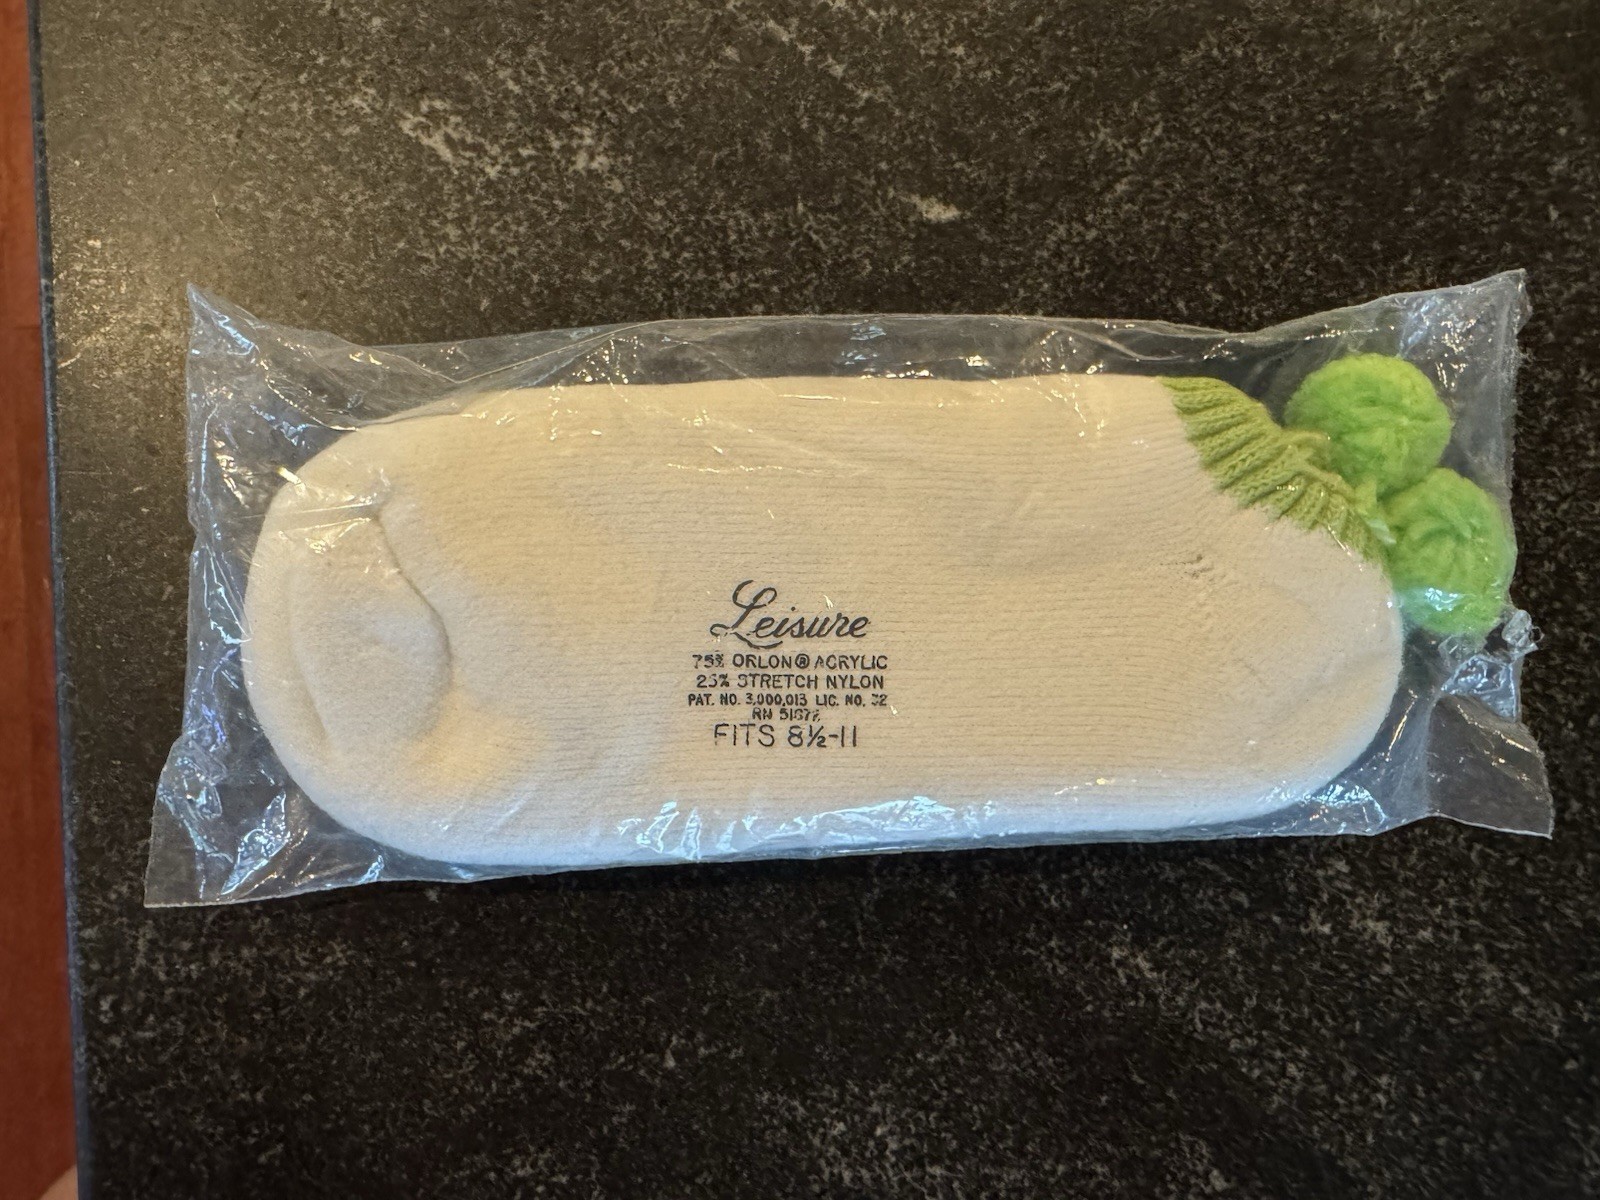 Leisure
75% ORLON® ACRYLIC
25% STRETCH NYLON
PAT. NO. 3,000,013 LIC. NO. 32
RN
FITS 8½-11